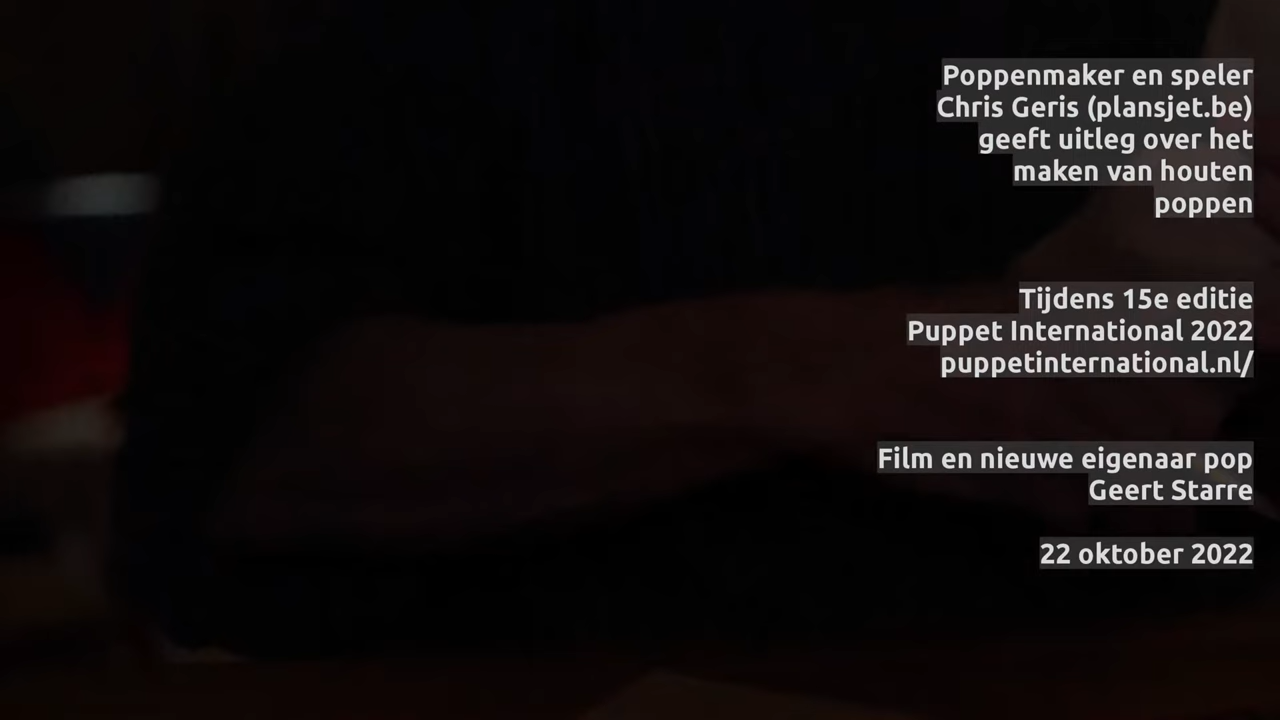 Poppenmaker en speler
Chris Geris (plansjet.be)
geeft uitleg over het
maken van houten
poppen
Tijdens 15e editie
Puppet International 2022
puppetinternational.nl/
Film en nieuwe eigenaar pop
Geert Starre
22 oktober 2022